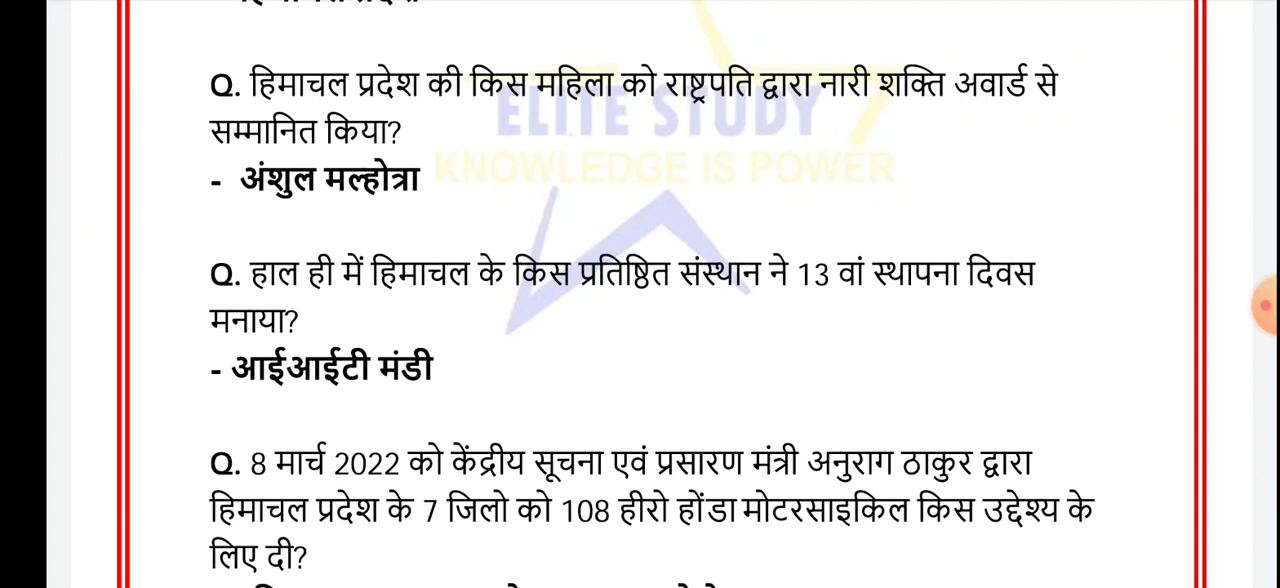 Q. हिमाचल प्रदेश की किस महिला को राष्ट्रपति द्वारा नारी शक्ति अवार्ड से
सम्मानित किया?
- अंशुल मल्होत्रा
ELITE STUDY
KNOWLEDGE IS POWER
Q. हाल ही में हिमाचल के किस प्रतिष्ठित संस्थान ने 13 वां स्थापना दिवस
मनाया?
- आईआईटी मंडी
Q. 8 मार्च 2022 को केंद्रीय सूचना एवं प्रसारण मंत्री अनुराग ठाकुर द्वारा
हिमाचल प्रदेश के 7 जिलो को 108 हीरो होंडा मोटरसाइकिल किस उद्देश्य के
लिए दी?